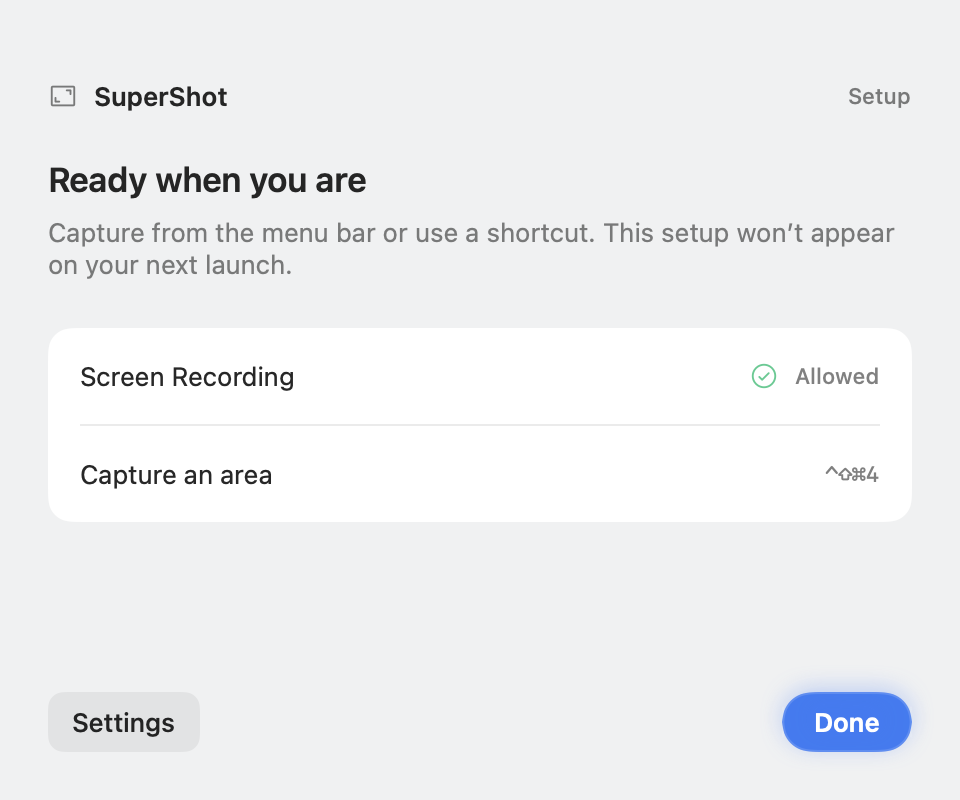 SuperShot
Setup
Ready when you are
Capture from the menu bar or use a shortcut. This setup won’t appear
on your next launch.
Screen Recording
Allowed
Capture an area
^⇧⌘4
Settings
Done